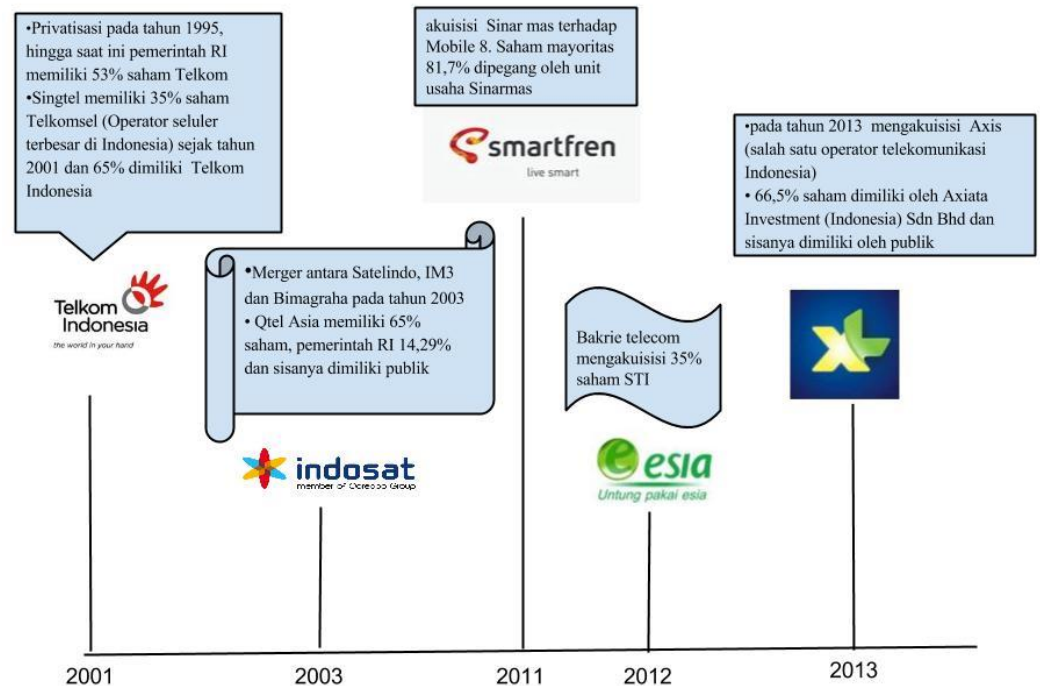 •Privatisasi pada tahun 1995,
hingga saat ini pemerintah RI
memiliki 53% saham Telkom
•Singtel memiliki 35% saham
Telkomsel (Operator seluler
terbesar di Indonesia) sejak tahun
2001 dan 65% dimiliki Telkom
Indonesia
Telkom
Indonesia
the world in your hand
•Merger antara Satelindo, IM3
dan Bimagraha pada tahun 2003
• Qtel Asia memiliki 65%
saham, pemerintah RI 14,29%
dan sisanya dimiliki publik
indosat
member of Ooredoo Group
akuisisi Sinar mas terhadap
Mobile 8. Saham mayoritas
81,7% dipegang oleh unit
usaha Sinarmas
smartfren
live smart
Bakrie telecom
mengakuisisi 35%
saham STI
esia
Untung pakai esia
•pada tahun 2013 mengakuisisi Axis
(salah satu operator telekomunikasi
Indonesia)
• 66,5% saham dimiliki oleh Axiata
Investment (Indonesia) Sdn Bhd dan
sisanya dimiliki oleh publik
XL
2001
2003
2011
2012
2013